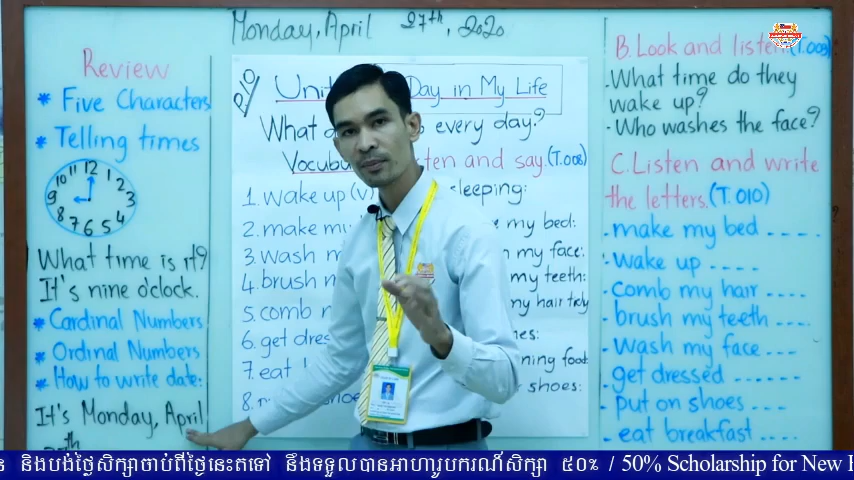 Monday, April 27th, 2020
Review
* Five Characters
* Telling times
12
11
1
10
2
9
3
8
4
7
6
5
What time is it?
It's nine o'clock.
* Cardinal Numbers
* Ordinal Numbers
* How to write date:
It's Monday, April
th
P.10
Unit Day in My Life
What every day?
and say. (T.008)
1. wake up (v) sleeping:
2. make my bed:
3. wash my face:
4. brush my teeth:
5. comb my hair tidy
6. get
7. eat food:
8. shoes:
B. Look and listen. (T.009):
- What time do they
wake up?
- Who washes the face?
C. Listen and write
the letters. (T.010)
- make my bed .....
- wake up ....
- comb my hair ....
- brush my teeth ....
- wash my face ...
- get dressed ......
- put on shoes ...
- eat breakfast ....
និងបង់ថ្លៃសិក្សាចាប់ពីថ្ងៃនេះតទៅ នឹងទទួលបានអាហារូបករណ៍សិក្សា ៥០% / 50% Scholarship for New